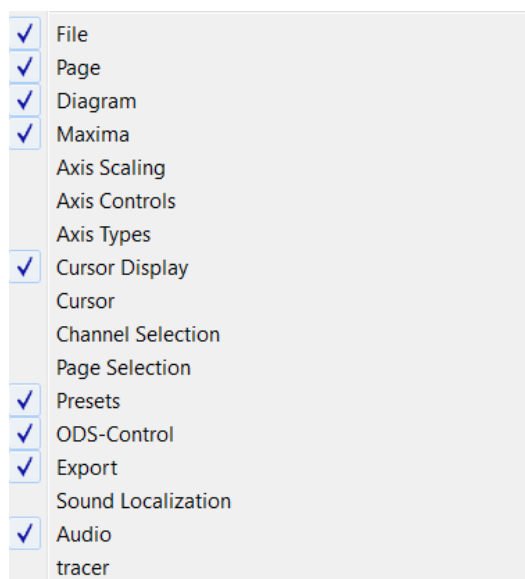 File
Page
Diagram
Maxima
Axis Scaling
Axis Controls
Axis Types
Cursor Display
Cursor
Channel Selection
Page Selection
Presets
ODS-Control
Export
Sound Localization
Audio
tracer